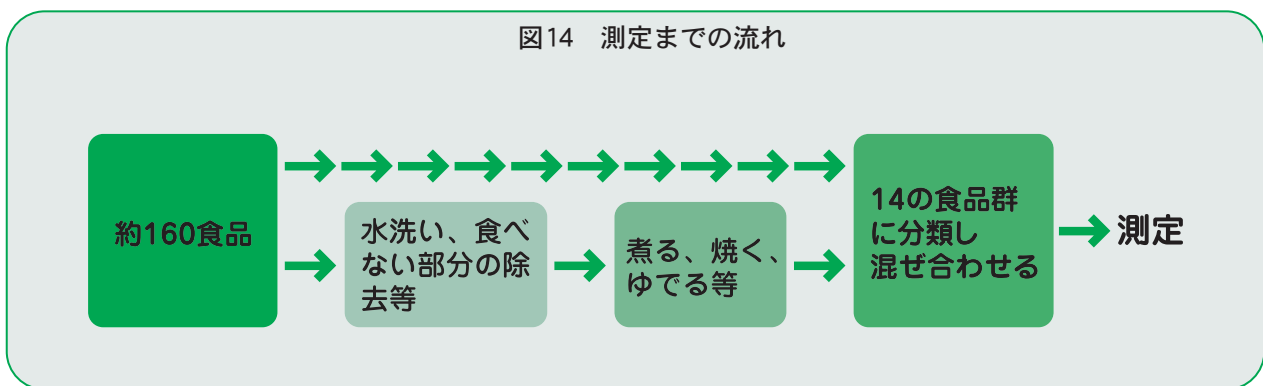 図14　測定までの流れ
約160食品
水洗い、食べ
ない部分の除
去等
煮る、焼く、
ゆでる等
14の食品群
に分類し
混ぜ合わせる
測定